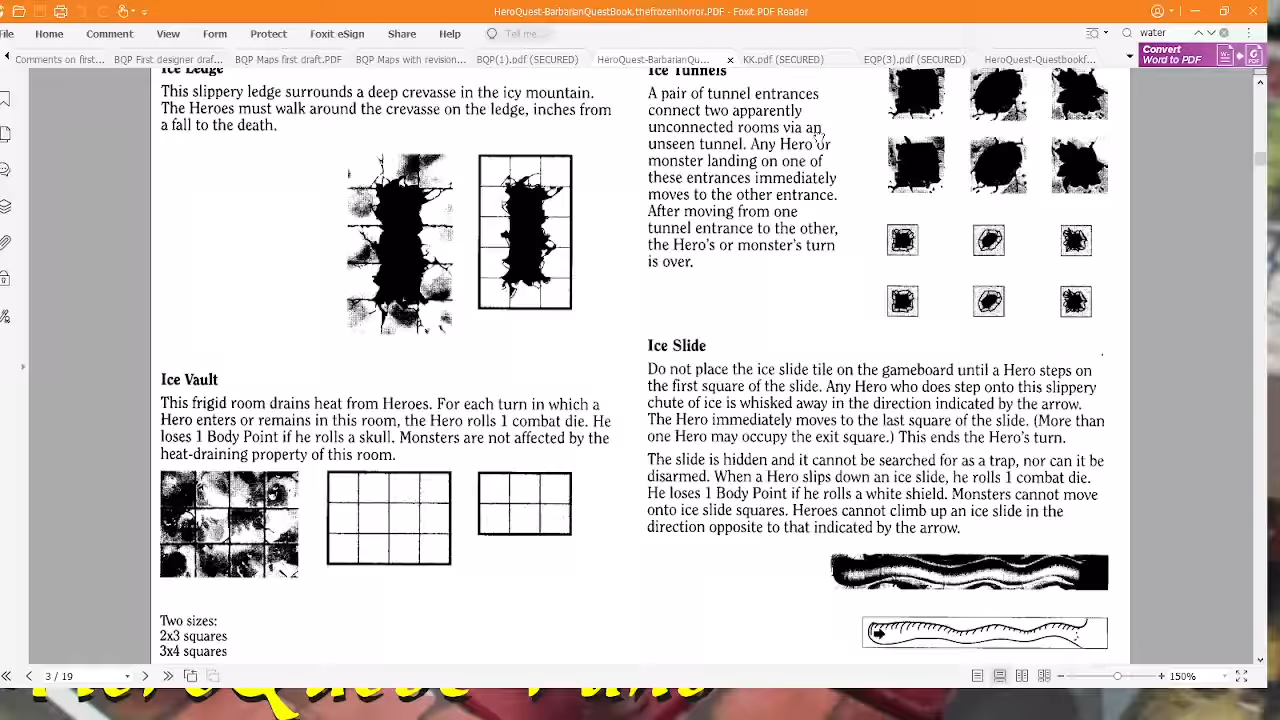 HeroQuest-BarbarianQuestBook,thefrozenhorror.PDF - Foxit PDF Reader
File Home Comment View Form Protect Foxit eSign Share Help Tell me... water
Comments on first... BQP First designer draf... BQP Maps first draft.PDF BQP Maps with ... BQP(1).pdf (SECURED) HeroQuest-BarbarianQu... EK.pdf (SECURED) EQP(3).pdf (SECURED) HeroQuest-Questbookf...
Convert
Word to PDF
Ice Ledge
This slippery ledge surrounds a deep crevasse in the icy mountain.
The Heroes must walk around the crevasse on the ledge, inches from
a fall to the death.
Ice Vault
This frigid room drains heat from Heroes. For each turn in which a
Hero enters or remains in this room, the Hero rolls 1 combat die. He
loses 1 Body Point if he rolls a skull. Monsters are not affected by the
heat-draining property of this room.
Two sizes:
2x3 squares
3x4 squares
Ice Tunnels
A pair of tunnel entrances
connect two apparently
unconnected rooms via an
unseen tunnel. Any Hero or
monster landing on one of
these entrances immediately
moves to the other entrance.
After moving from one
tunnel entrance to the other,
the Hero's or monster's turn
is over.
Ice Slide
Do not place the ice slide tile on the gameboard until a Hero steps on
the first square of the slide. Any Hero who does step onto this slippery
chute of ice is whisked away in the direction indicated by the arrow.
The Hero immediately moves to the last square of the slide. (More than
one Hero may occupy the exit square.) This ends the Hero's turn.
The slide is hidden and it cannot be searched for as a trap, nor can it be
disarmed. When a Hero slips down an ice slide, he rolls 1 combat die.
He loses 1 Body Point if he rolls a white shield. Monsters cannot move
onto ice slide squares. Heroes cannot climb up an ice slide in the
direction opposite to that indicated by the arrow.
3 / 19 150%